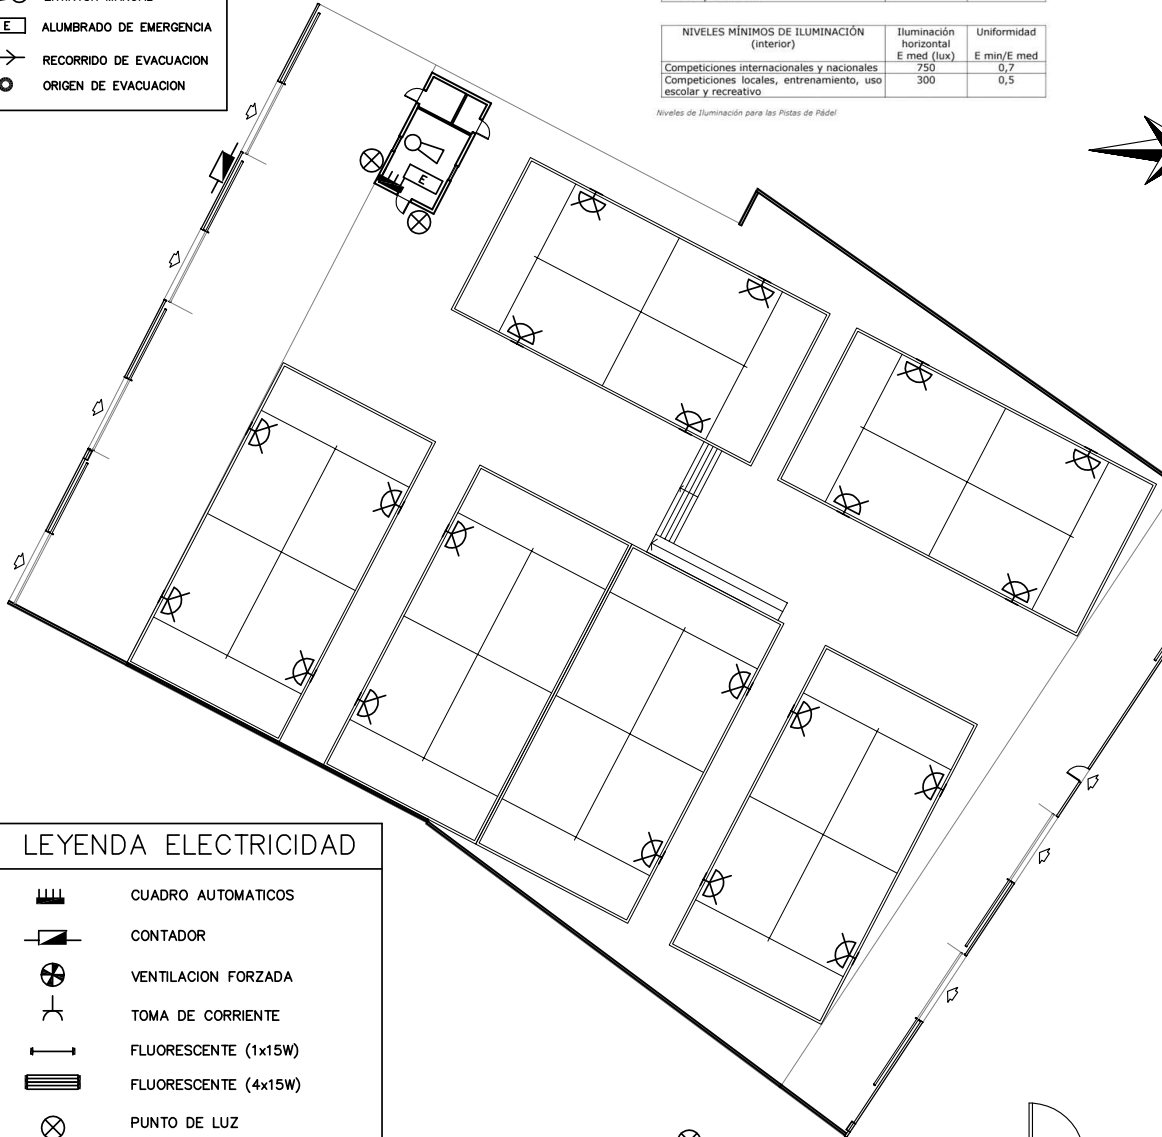 E ALUMBRADO DE EMERGENCIA
RECORRIDO DE EVACUACION
ORIGEN DE EVACUACION
NIVELES MÍNIMOS DE ILUMINACIÓN (interior)
Iluminación horizontal E med (lux)
Uniformidad E min/E med
Competiciones internacionales y nacionales 750 0,7
Competiciones locales, entrenamiento, uso escolar y recreativo 300 0,5
Niveles de Iluminación para las Pistas de Pádel
E
LEYENDA ELECTRICIDAD
CUADRO AUTOMATICOS
CONTADOR
VENTILACION FORZADA
TOMA DE CORRIENTE
FLUORESCENTE (1x15W)
FLUORESCENTE (4x15W)
PUNTO DE LUZ